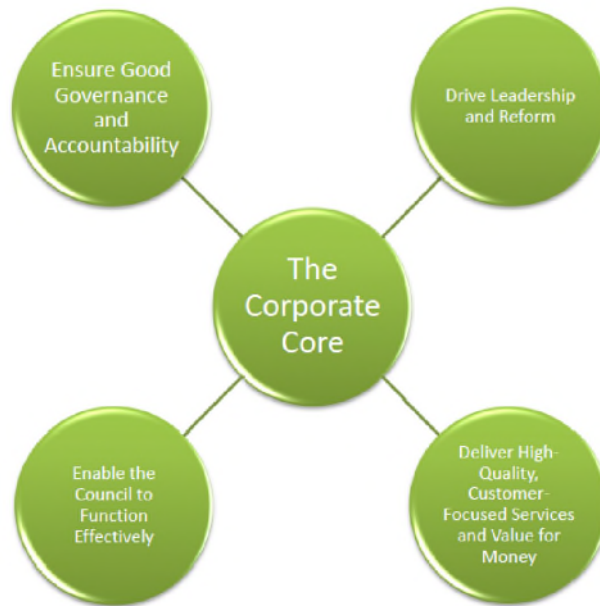 Ensure Good
Governance
and
Accountability
Drive Leadership
and Reform
The
Corporate
Core
Enable the
Council to
Function
Effectively
Deliver High-
Quality,
Customer-
Focused Services
and Value for
Money